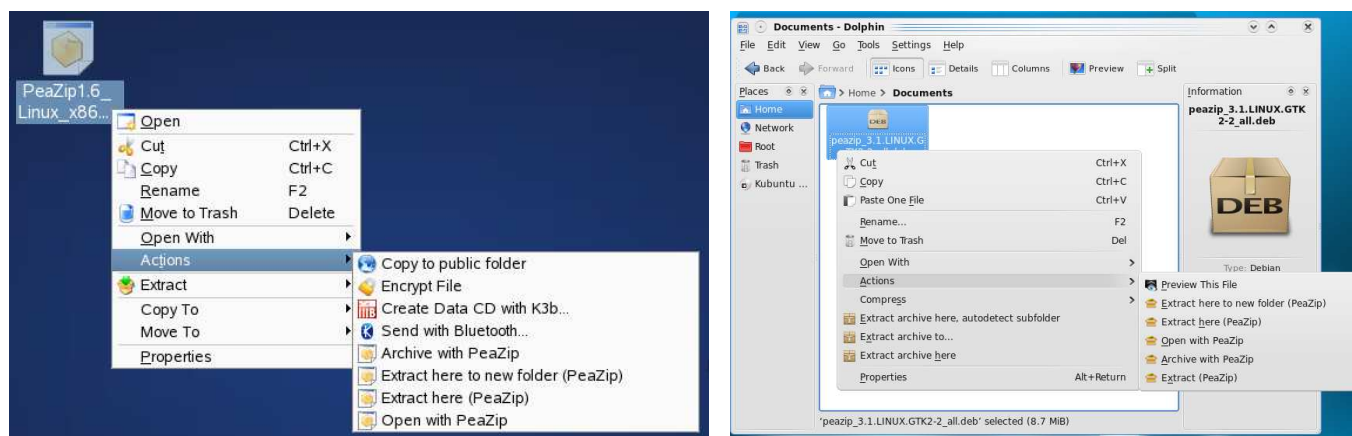 PeaZip1.6_
Linux_x86...
Open
Cut Ctrl+X
Copy Ctrl+C
Rename F2
Move to Trash Delete
Open With
Actions
Extract
Copy To
Move To
Properties
Copy to public folder
Encrypt File
Create Data CD with K3b...
Send with Bluetooth...
Archive with PeaZip
Extract here to new folder (PeaZip)
Extract here (PeaZip)
Open with PeaZip
Documents - Dolphin
File Edit View Go Tools Settings Help
Back Forward Icons Details Columns Preview Split
Places
Home
Network
Root
Trash
Kubuntu ...
> Home > Documents
DEB
peazip_3.1.LINUX.G
Cut Ctrl+X
Copy Ctrl+C
Paste One File Ctrl+V
Rename... F2
Move to Trash Del
Open With
Actions
Compress
Extract archive here, autodetect subfolder
Extract archive to...
Extract archive here
Properties Alt+Return
Preview This File
Extract here to new folder (PeaZip)
Extract here (PeaZip)
Open with PeaZip
Archive with PeaZip
Extract (PeaZip)
Information
peazip_3.1.LINUX.GTK
2-2_all.deb
DEB
Type: Debian
'peazip_3.1.LINUX.GTK2-2_all.deb' selected (8.7 MiB)